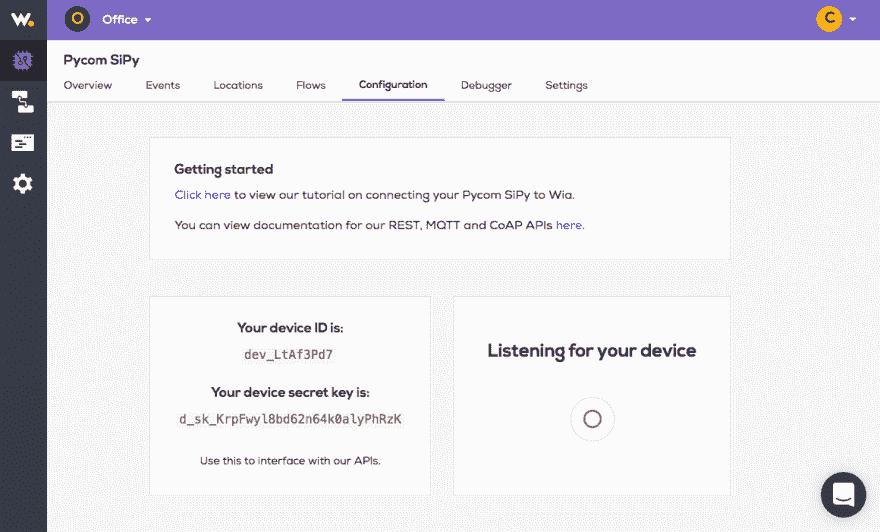 W.
O
Office
C
Pycom SiPy
Overview
Events
Locations
Flows
Configuration
Debugger
Settings
Getting started
Click here to view our tutorial on connecting your Pycom SiPy to Wia.
You can view documentation for our REST, MQTT and CoAP APIs here.
Your device ID is:
dev_LtAf3Pd7
Your device secret key is:
d_sk_KrpFwyl8bd62n64k0alyPhRzK
Use this to interface with our APIs.
Listening for your device